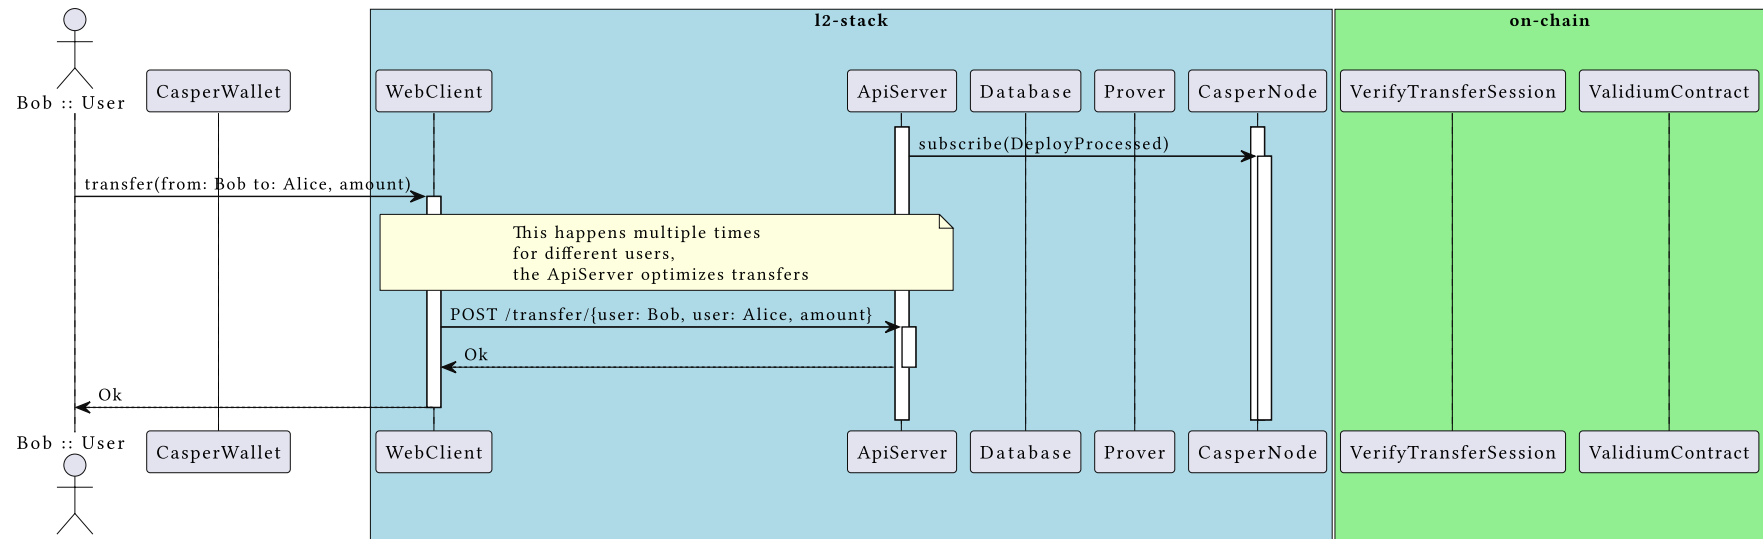 l2-stack
on-chain
Bob :: User
CasperWallet
WebClient
ApiServer
Database
Prover
CasperNode
VerifyTransferSession
ValidiumContract
subscribe(DeployProcessed)
transfer(from: Bob to: Alice, amount)
This happens multiple times
for different users,
the ApiServer optimizes transfers
POST /transfer/{user: Bob, user: Alice, amount}
Ok
Ok
Bob :: User
CasperWallet
WebClient
ApiServer
Database
Prover
CasperNode
VerifyTransferSession
ValidiumContract